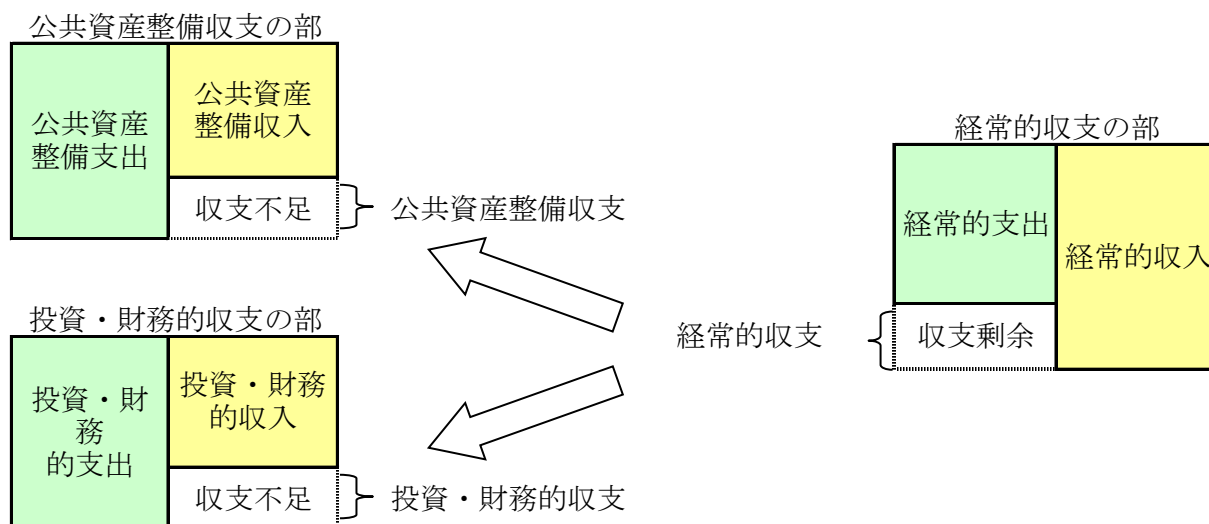 公共資産整備収支の部
公共資産
整備支出
公共資産
整備収入
収支不足
公共資産整備収支
投資・財務的収支の部
投資・財
務
的支出
投資・財務
的収入
収支不足
投資・財務的収支
経常的収支
経常的収支の部
経常的支出
経常的収入
収支剰余